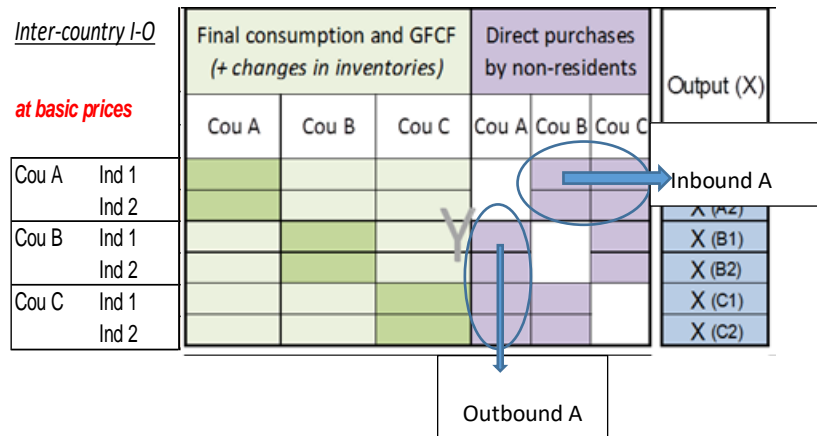 Inter-country I-O
Final consumption and GFCF
(+ changes in inventories)
Direct purchases
by non-residents
Output (X)
at basic prices
Cou A Cou B Cou C Cou A Cou B Cou C
Cou A Ind 1
Inbound A
Ind 2 X (A2)
Cou B Ind 1 X (B1)
Y
Ind 2 X (B2)
Cou C Ind 1 X (C1)
Ind 2 X (C2)
Outbound A